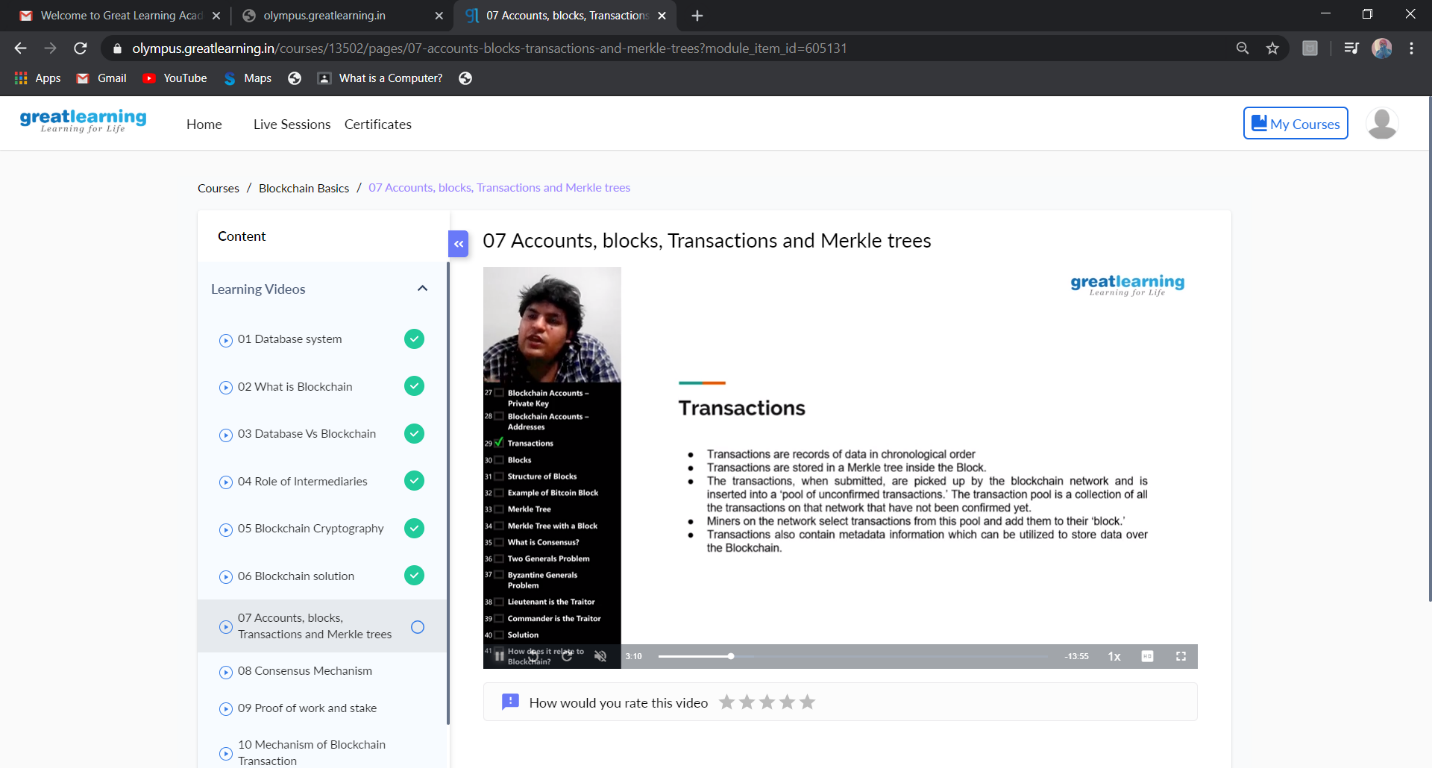 Welcome to Great Learning Acad
olympus.greatlearning.in
07 Accounts, blocks, Transactions
olympus.greatlearning.in/courses/13502/pages/07-accounts-blocks-transactions-and-merkle-trees?module_item_id=605131
Apps Gmail YouTube Maps What is a Computer?
greatlearning
Learning for Life
Home Live Sessions Certificates
My Courses
Courses / Blockchain Basics / 07 Accounts, blocks, Transactions and Merkle trees
Content
Learning Videos
01 Database system
02 What is Blockchain
03 Database Vs Blockchain
04 Role of Intermediaries
05 Blockchain Cryptography
06 Blockchain solution
07 Accounts, blocks,
Transactions and Merkle trees
08 Consensus Mechanism
09 Proof of work and stake
10 Mechanism of Blockchain
Transaction
07 Accounts, blocks, Transactions and Merkle trees
27 Blockchain Accounts –
Private Key
28 Blockchain Accounts –
Addresses
29 Transactions
30 Blocks
31 Structure of Blocks
32 Example of Bitcoin Block
33 Merkle Tree
34 Merkle Tree with a Block
35 What is Consensus?
36 Two Generals Problem
37 Byzantine Generals
Problem
38 Lieutenant is the Traitor
39 Commander is the Traitor
40 Solution
41 How does it relate to
Blockchain?
greatlearning
Learning for Life
Transactions
● Transactions are records of data in chronological order
● Transactions are stored in a Merkle tree inside the Block.
● The transactions, when submitted, are picked up by the blockchain network and is
inserted into a 'pool of unconfirmed transactions.' The transaction pool is a collection of all
the transactions on that network that have not been confirmed yet.
● Miners on the network select transactions from this pool and add them to their 'block.'
● Transactions also contain metadata information which can be utilized to store data over
the Blockchain.
3:10 -13:55 1x
How would you rate this video